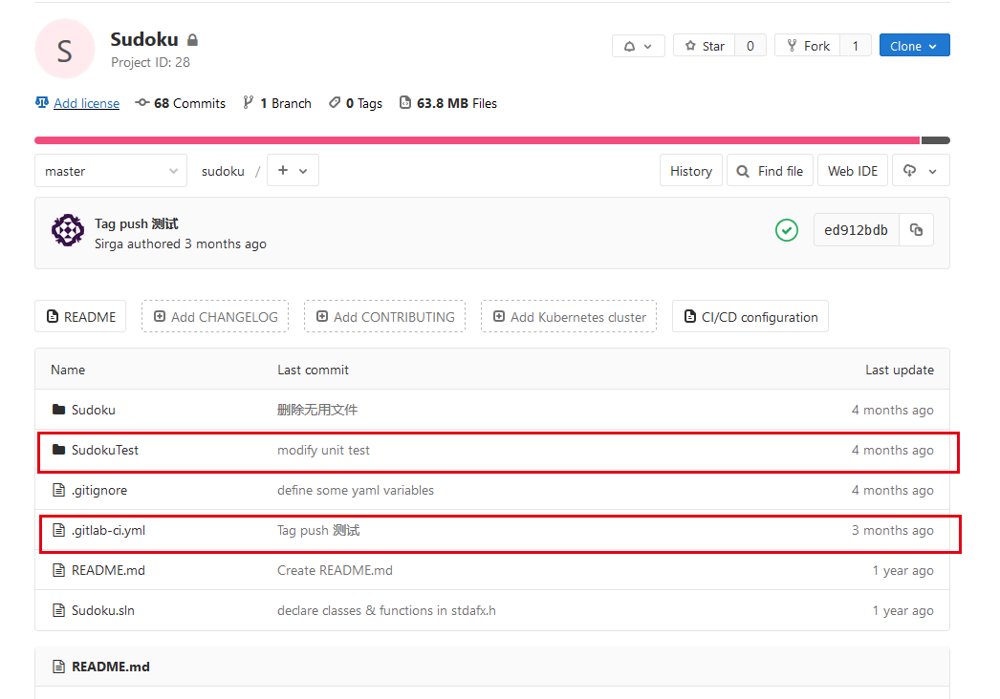 S
Sudoku
Project ID: 28
Star 0
Fork 1
Clone
Add license 68 Commits 1 Branch 0 Tags 63.8 MB Files
master sudoku / + History Find file Web IDE
Tag push 测试
Sirga authored 3 months ago
ed912bdb
README Add CHANGELOG Add CONTRIBUTING Add Kubernetes cluster CI/CD configuration
Name Last commit Last update
Sudoku 删除无用文件 4 months ago
SudokuTest modify unit test 4 months ago
.gitignore define some yaml variables 4 months ago
.gitlab-ci.yml Tag push 测试 3 months ago
README.md Create README.md 1 year ago
Sudoku.sln declare classes & functions in stdafx.h 1 year ago
README.md